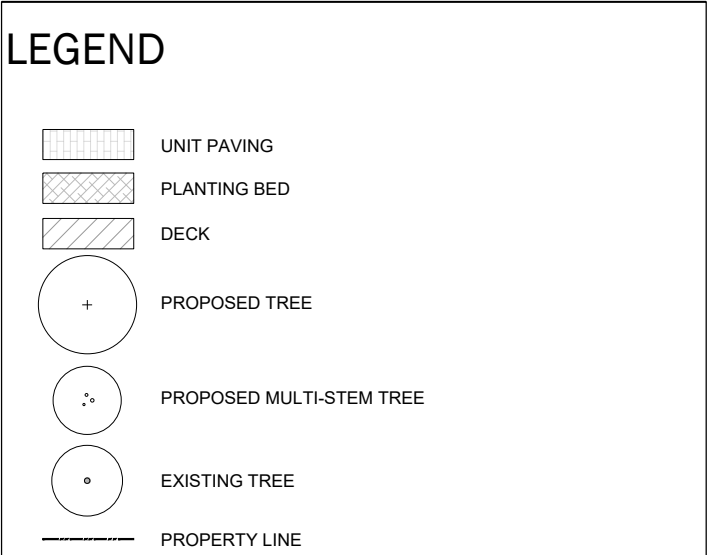 LEGEND
UNIT PAVING
PLANTING BED
DECK
PROPOSED TREE
PROPOSED MULTI-STEM TREE
EXISTING TREE
PROPERTY LINE